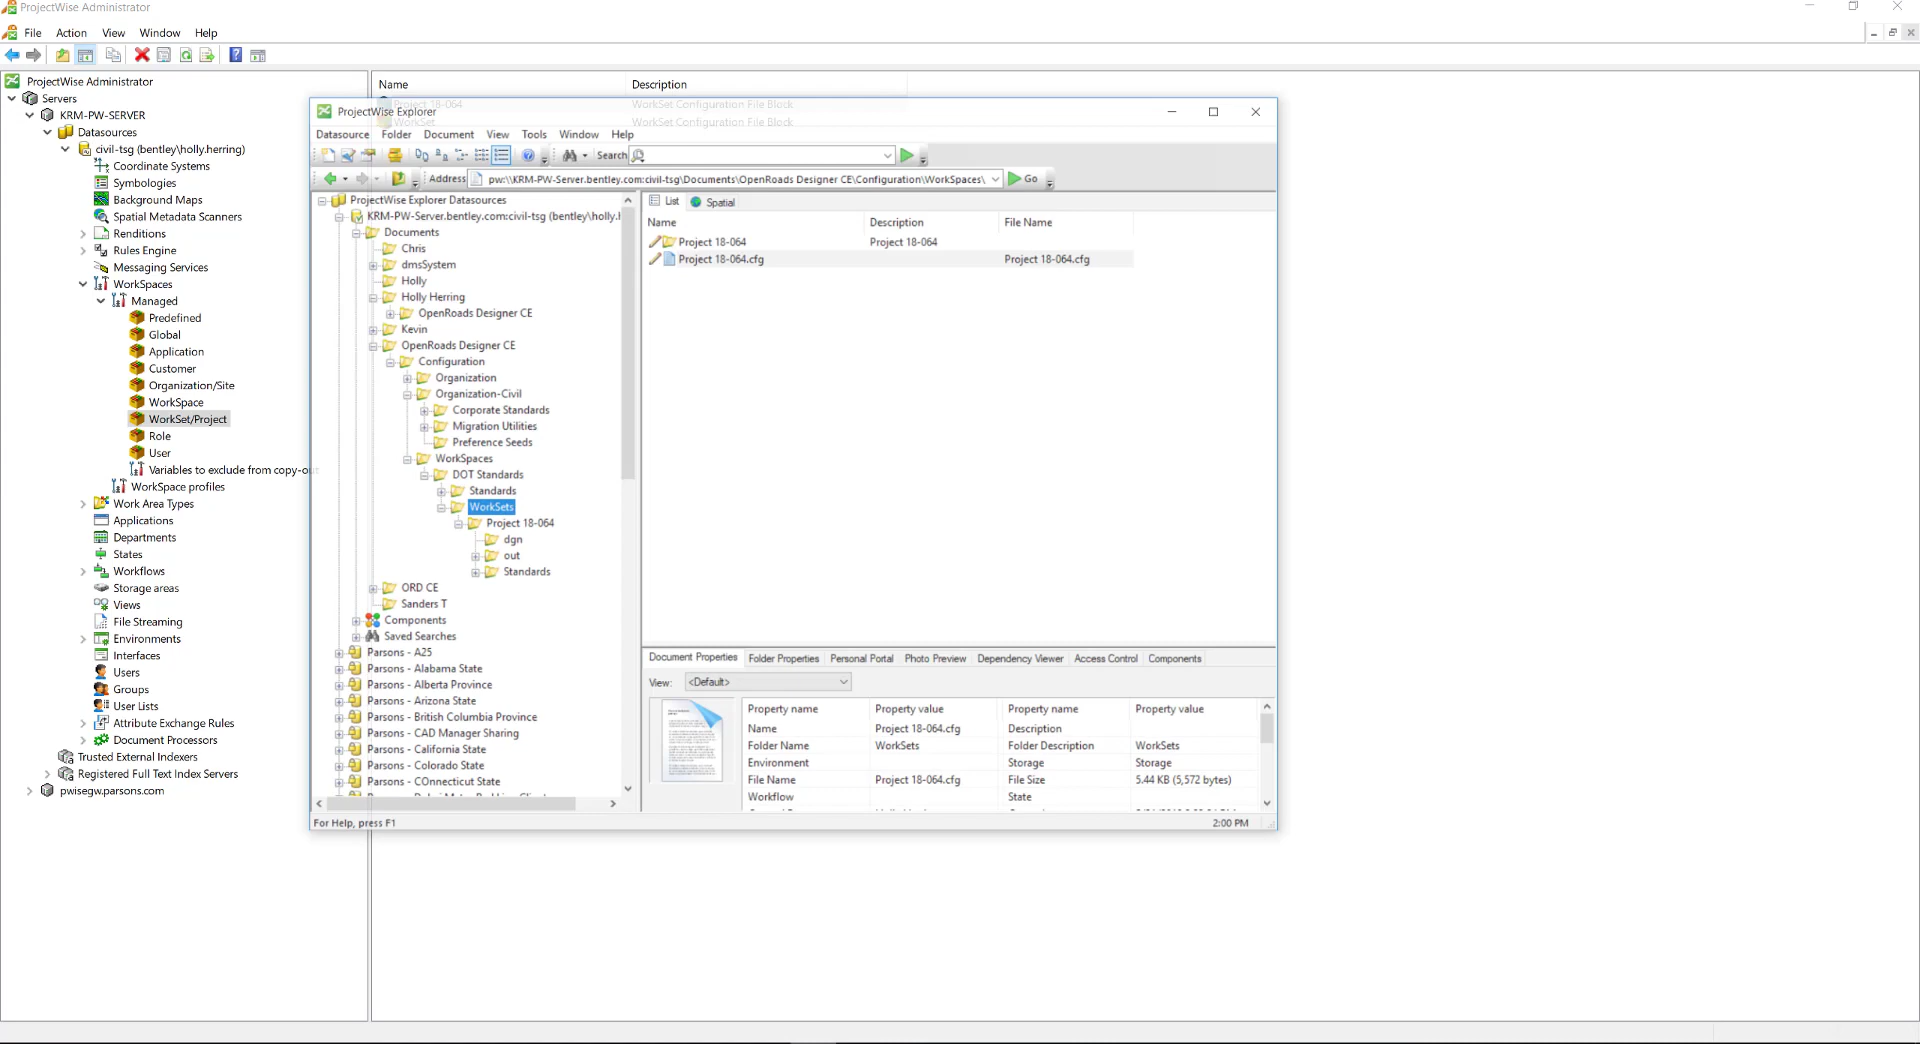 ProjectWise Administrator
File Action View Window Help
ProjectWise Administrator
Servers
KRM-PW-SERVER
Datasources
civil-tsg (bentley\holly.herring)
Coordinate Systems
Symbologies
Background Maps
Spatial Metadata Scanners
Renditions
Rules Engine
Messaging Services
WorkSpaces
Managed
Predefined
Global
Application
Customer
Organization/Site
WorkSpace
WorkSet/Project
Role
User
Variables to exclude from copy-ou
WorkSpace profiles
Work Area Types
Applications
Departments
States
Workflows
Storage areas
Views
File Streaming
Environments
Interfaces
Users
Groups
User Lists
Attribute Exchange Rules
Document Processors
Trusted External Indexers
Registered Full Text Index Servers
pwisegw.parsons.com
Name Description
Project 18-064 WorkSet Configuration File Block
WorkSet WorkSet Configuration File Block
ProjectWise Explorer
Datasource Folder Document View Tools Window Help
Search
Address pw:\\KRM-PW-Server.bentley.com:civil-tsg\Documents\OpenRoads Designer CE\Configuration\WorkSpaces\ Go
ProjectWise Explorer Datasources
KRM-PW-Server.bentley.com:civil-tsg (bentley\holly.h
Documents
Chris
dmsSystem
Holly
Holly Herring
OpenRoads Designer CE
Kevin
OpenRoads Designer CE
Configuration
Organization
Organization-Civil
Corporate Standards
Migration Utilities
Preference Seeds
WorkSpaces
DOT Standards
Standards
WorkSets
Project 18-064
dgn
out
Standards
ORD CE
Sanders T
Components
Saved Searches
Parsons - A25
Parsons - Alabama State
Parsons - Alberta Province
Parsons - Arizona State
Parsons - British Columbia Province
Parsons - CAD Manager Sharing
Parsons - California State
Parsons - Colorado State
Parsons - COnnecticut State
List Spatial
Name Description File Name
Project 18-064 Project 18-064
Project 18-064.cfg Project 18-064.cfg
Document Properties Folder Properties Personal Portal Photo Preview Dependency Viewer Access Control Components
View: <Default>
Property name Property value Property name Property value
Name Project 18-064.cfg Description
Folder Name WorkSets Folder Description WorkSets
Environment Storage Storage
File Name Project 18-064.cfg File Size 5.44 KB (5,572 bytes)
Workflow State
For Help, press F1 2:00 PM